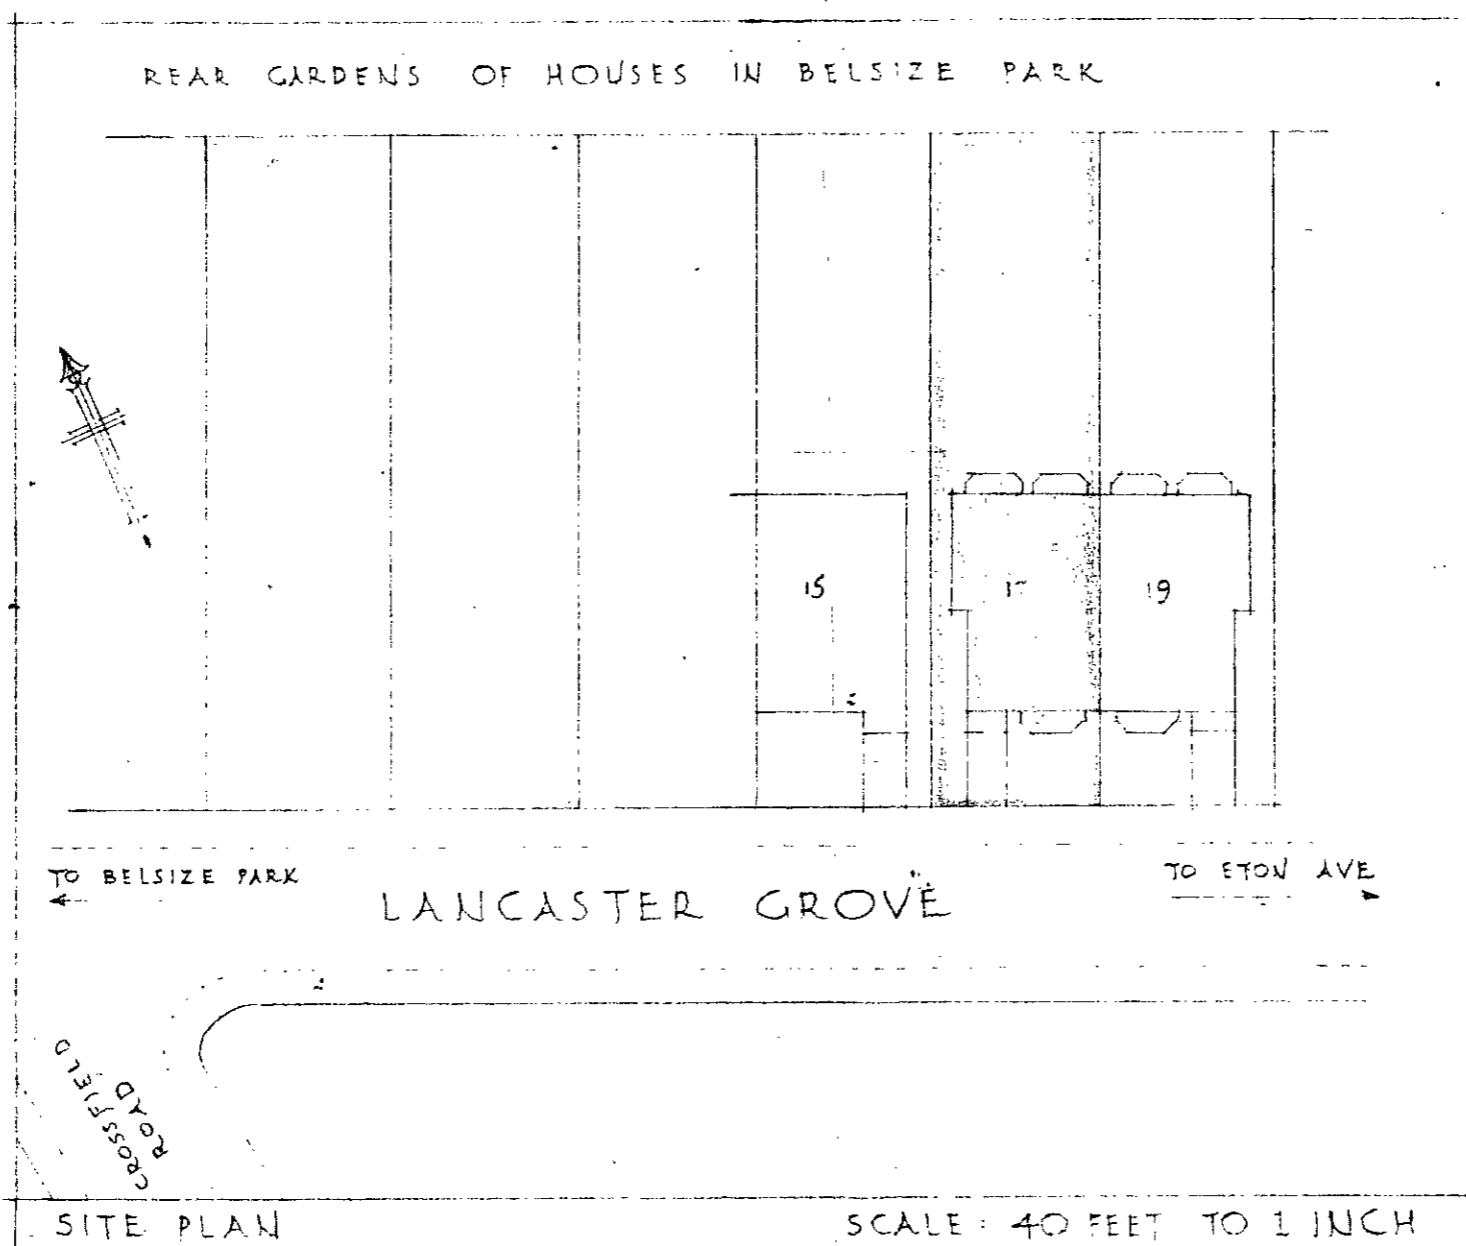 REAR GARDENS OF HOUSES IN BELSIZE PARK
15
19
TO BELSIZE PARK
TO ETON AVE
LANCASTER GROVE
CROSSFIELD
ROAD
SITE PLAN
SCALE: 40 FEET TO 1 INCH